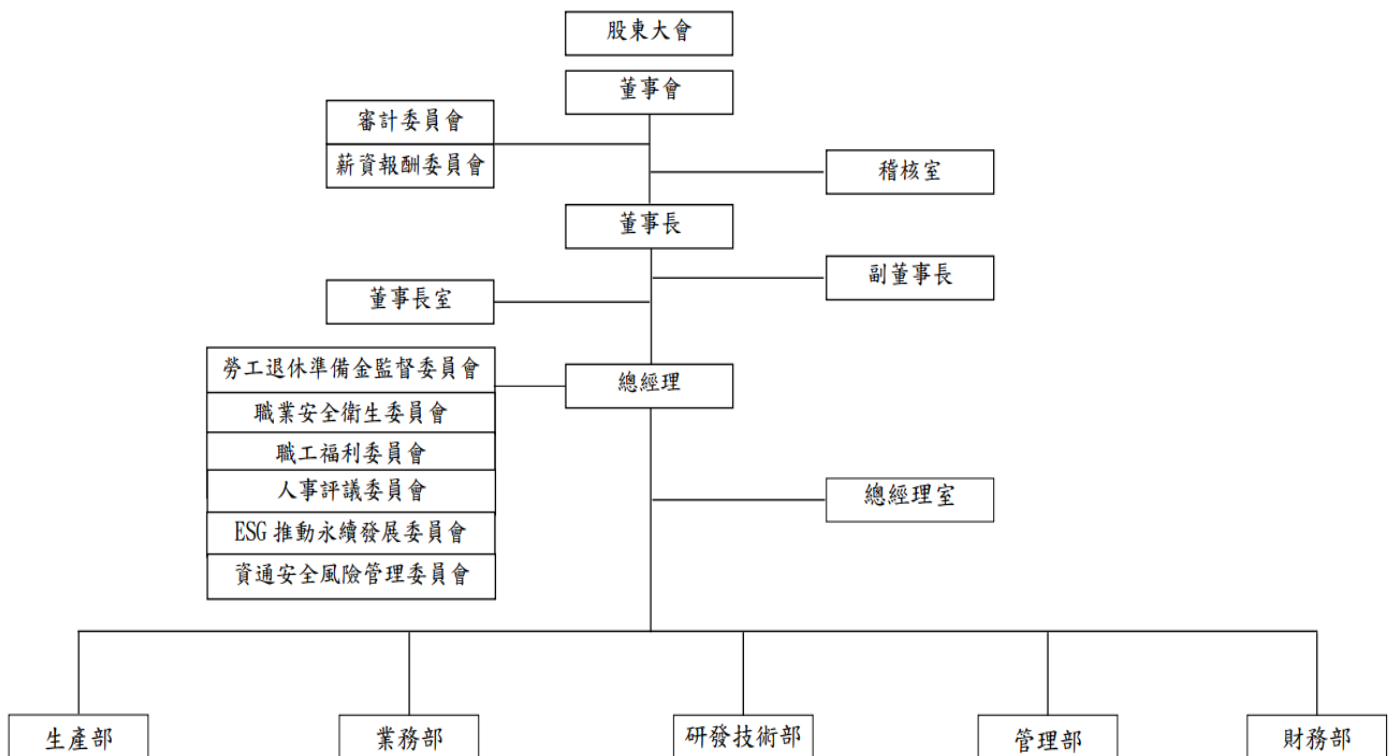 股東大會
董事會
審計委員會
薪資報酬委員會
稽核室
董事長
副董事長
董事長室
勞工退休準備金監督委員會
總經理
職業安全衛生委員會
職工福利委員會
人事評議委員會
總經理室
ESG 推動永續發展委員會
資通安全風險管理委員會
生產部
業務部
研發技術部
管理部
財務部